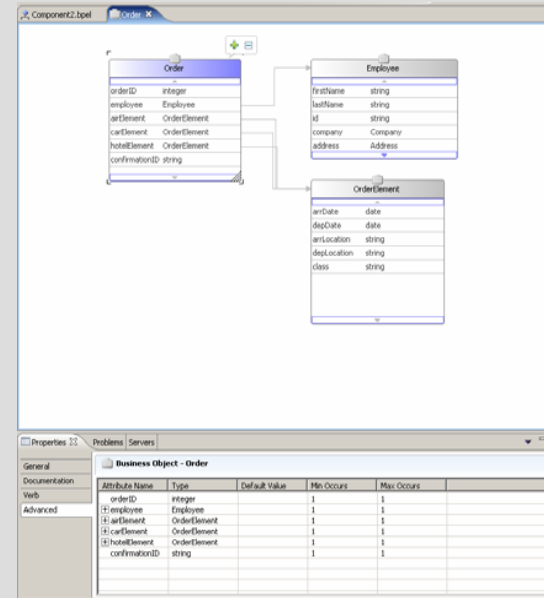 Component2.bpel Order
Order
orderID integer
employee Employee
airElement OrderElement
carElement OrderElement
hotelElement OrderElement
confirmationID string
Employee
firstName string
lastName string
id string
company Company
address Address
OrderElement
arrDate date
depDate date
arrLocation string
depLocation string
class string
Properties Problems Servers
General
Documentation
Verb
Advanced
Business Object - Order
Attribute Name Type Default Value Min Occurs Max Occurs
orderID integer 1 1
employee Employee 1 1
airElement OrderElement 1 1
carElement OrderElement 1 1
hotelElement OrderElement 1 1
confirmationID string 1 1